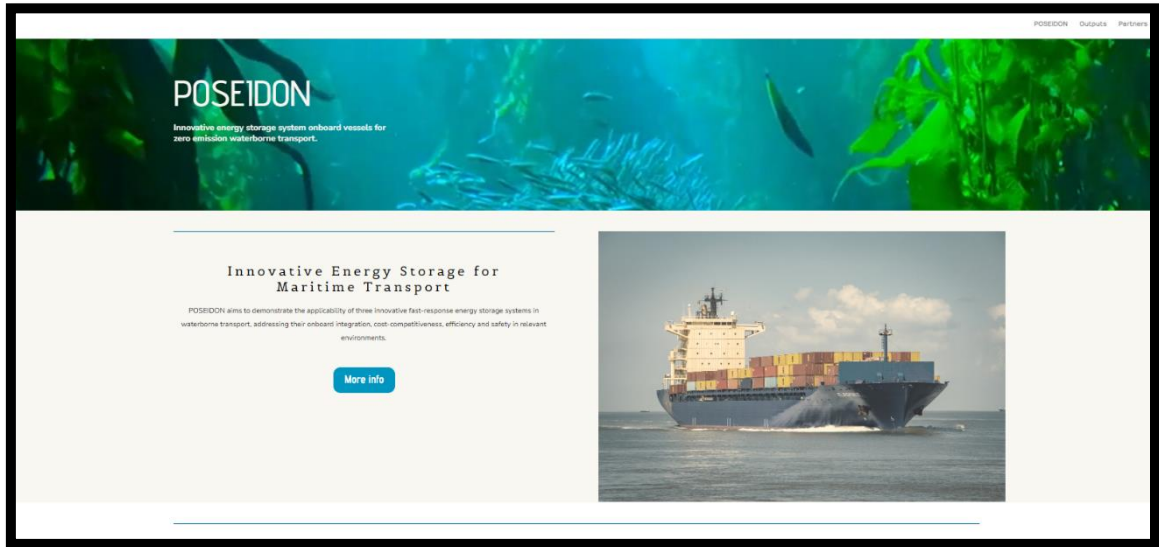 POSEIDON Outputs Partners
POSEIDON
Innovative energy storage system onboard vessels for
zero emission waterborne transport.
Innovative Energy Storage for
Maritime Transport
POSEIDON aims to demonstrate the applicability of three innovative fast-response energy storage systems in
waterborne transport, addressing their onboard integration, cost-competitiveness, efficiency and safety in relevant
environments.
More info